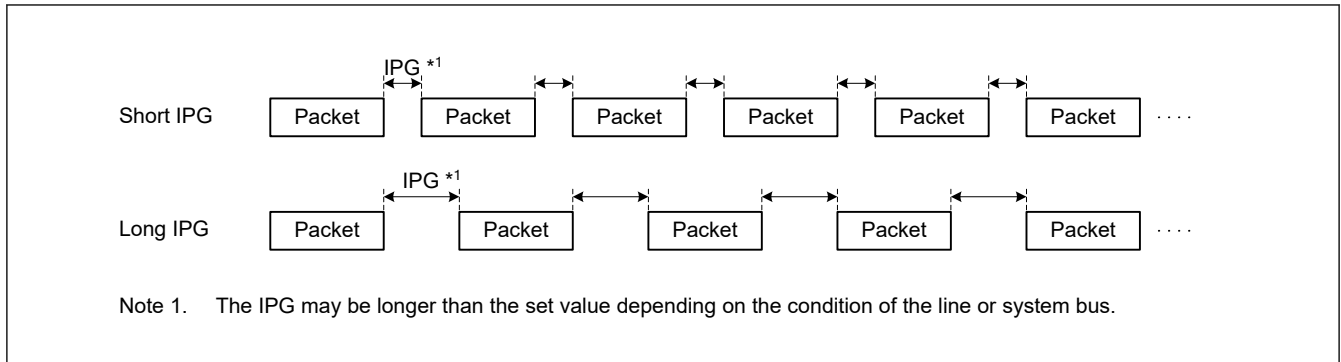 IPG *1
Short IPG Packet Packet Packet Packet Packet Packet ····
IPG *1
Long IPG Packet Packet Packet Packet Packet ····
Note 1. The IPG may be longer than the set value depending on the condition of the line or system bus.